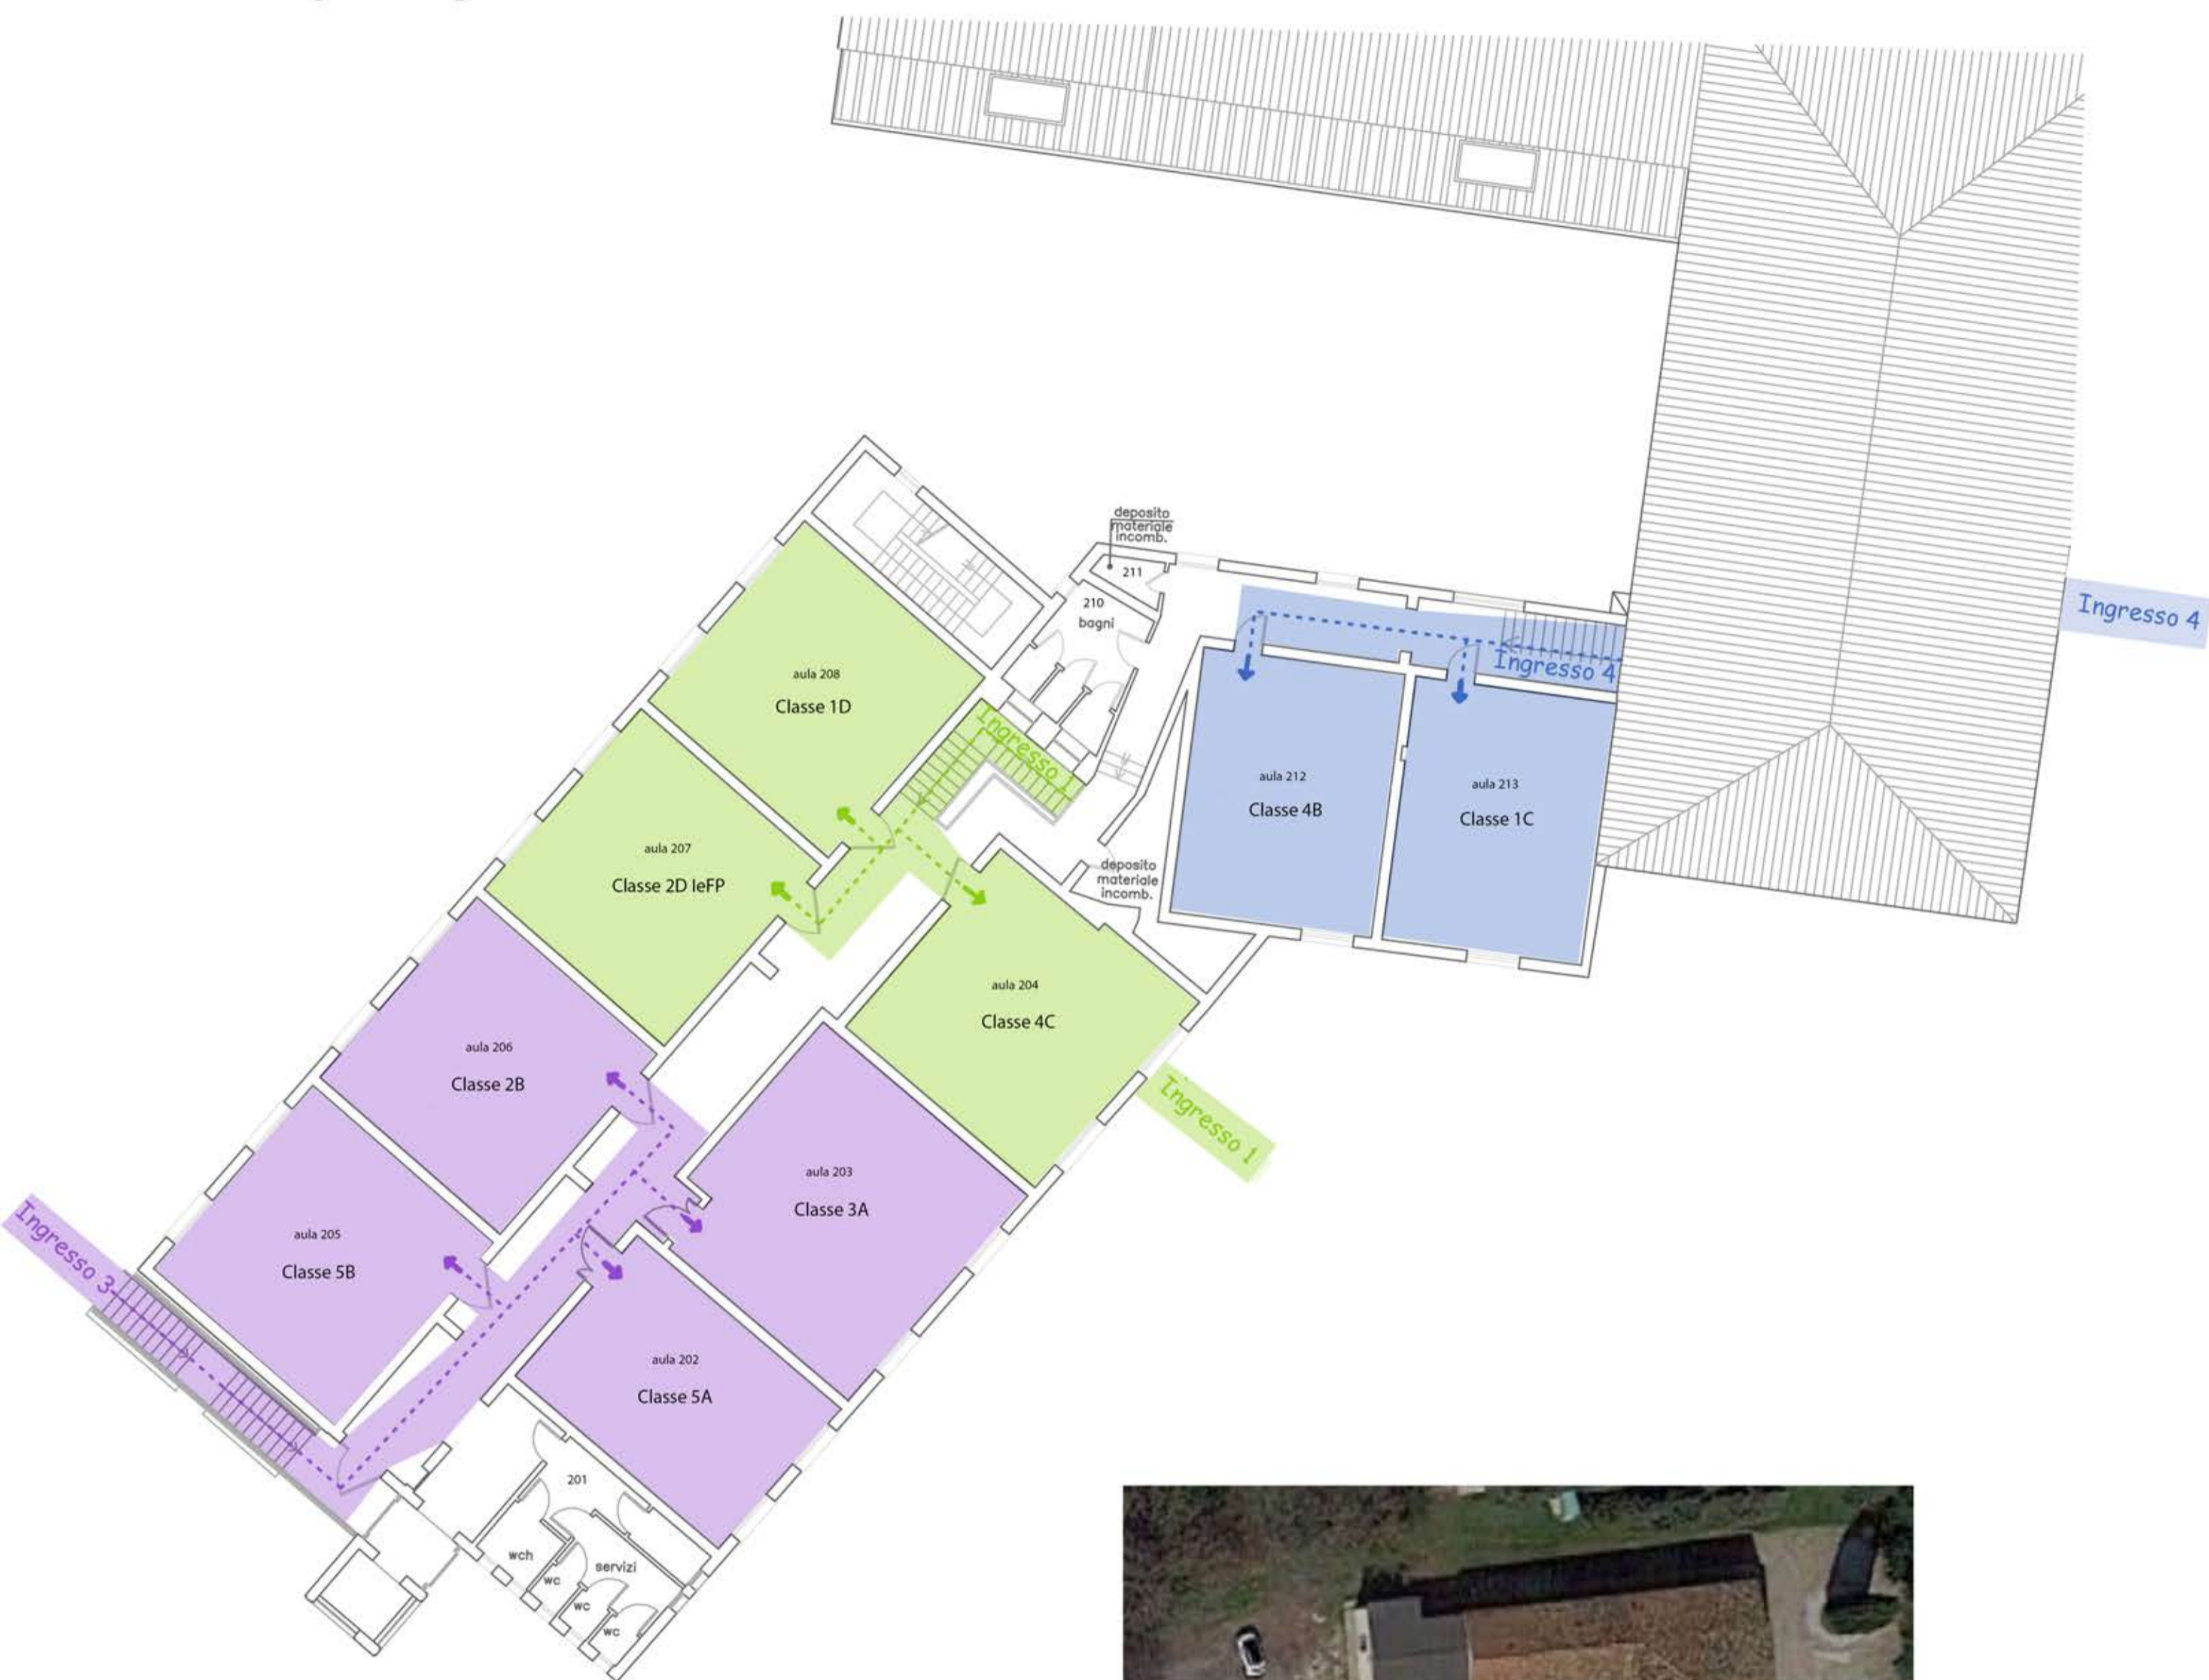 deposito
materiale
incomb.
211
210
bagni
Ingresso 4
Ingresso 4
aula 208
Classe 1D
Ingresso 1
aula 212
Classe 4B
aula 213
Classe 1C
aula 207
Classe 2D IeFP
deposito
materiale
incomb.
aula 204
Classe 4C
aula 206
Classe 2B
Ingresso 1
aula 203
Classe 3A
Ingresso 3
aula 205
Classe 5B
aula 202
Classe 5A
201
wch
servizi
wc
wc
wc